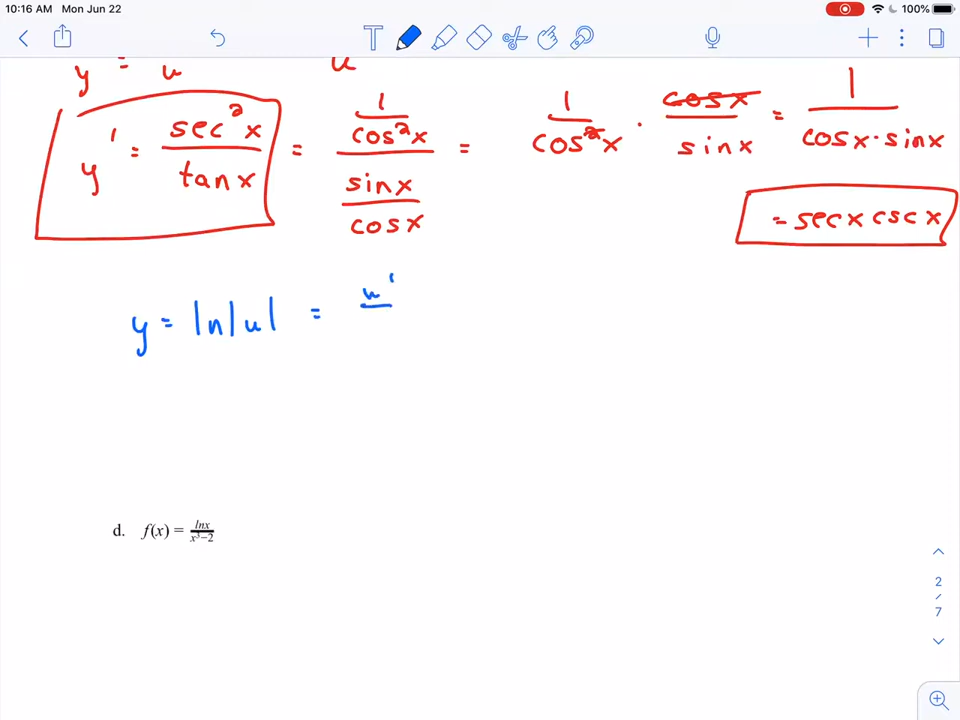 10:16 AM Mon Jun 22 100%
y = u u
y' = sec²x / tanx = (1 / cos²x) / (sinx / cosx) = 1 / cos²x · cosx / sinx = 1 / cosx·sinx
= secx cscx
y = ln|u| = u'
d. f(x) = lnx / x³−2
2 / 7